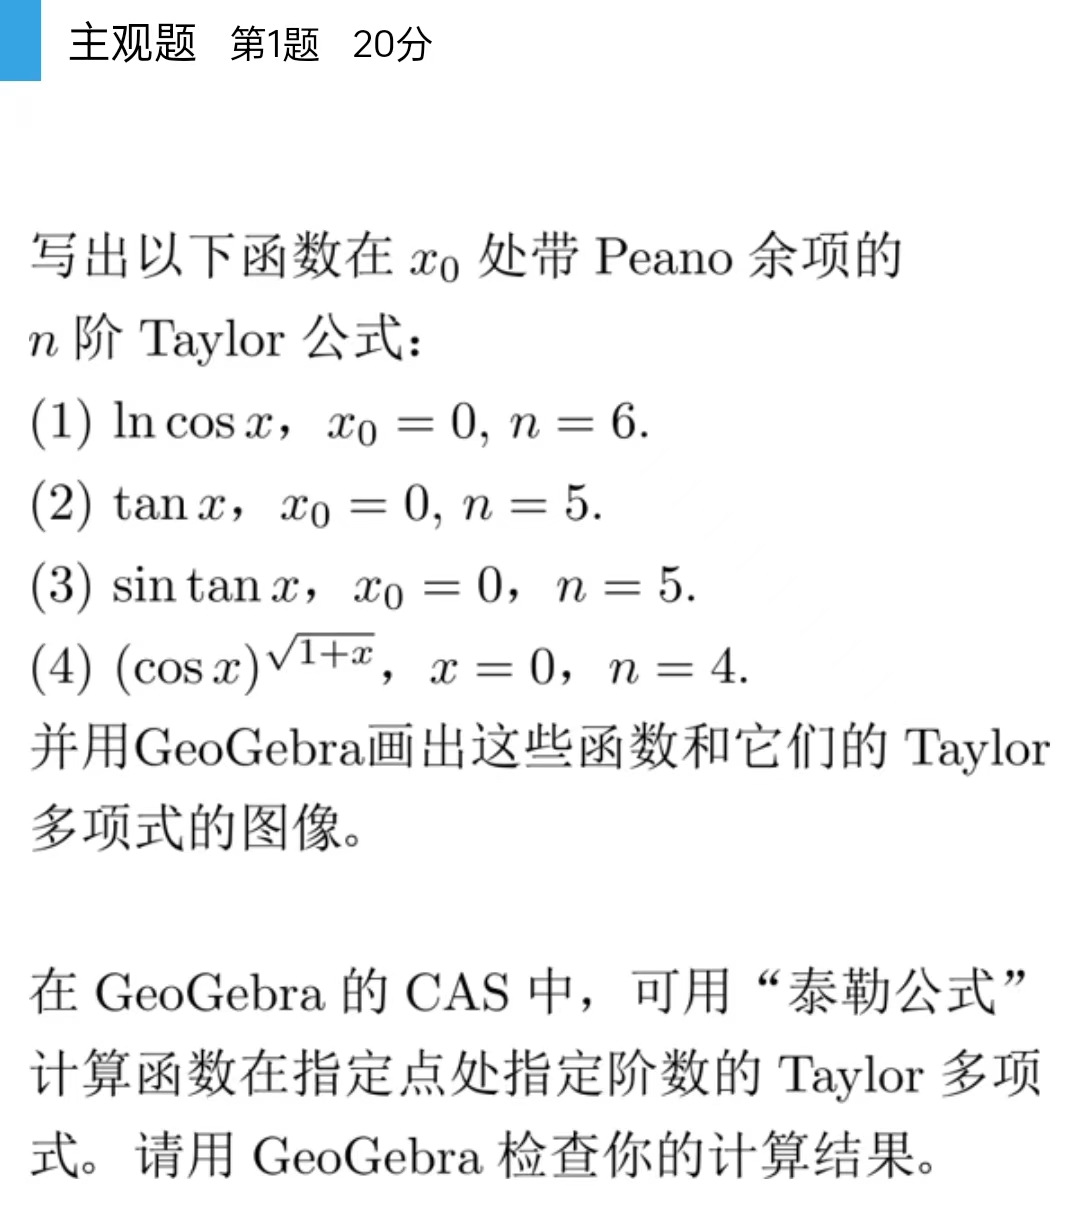 主观题 第1题 20分
写出以下函数在 x₀ 处带 Peano 余项的
n 阶 Taylor 公式：
(1) ln cos x，x₀ = 0, n = 6.
(2) tan x，x₀ = 0, n = 5.
(3) sin tan x，x₀ = 0，n = 5.
(4) (cos x)^{√(1+x)}，x = 0，n = 4.
并用GeoGebra画出这些函数和它们的 Taylor
多项式的图像。
在 GeoGebra 的 CAS 中，可用“泰勒公式”
计算函数在指定点处指定阶数的 Taylor 多项
式。请用 GeoGebra 检查你的计算结果。